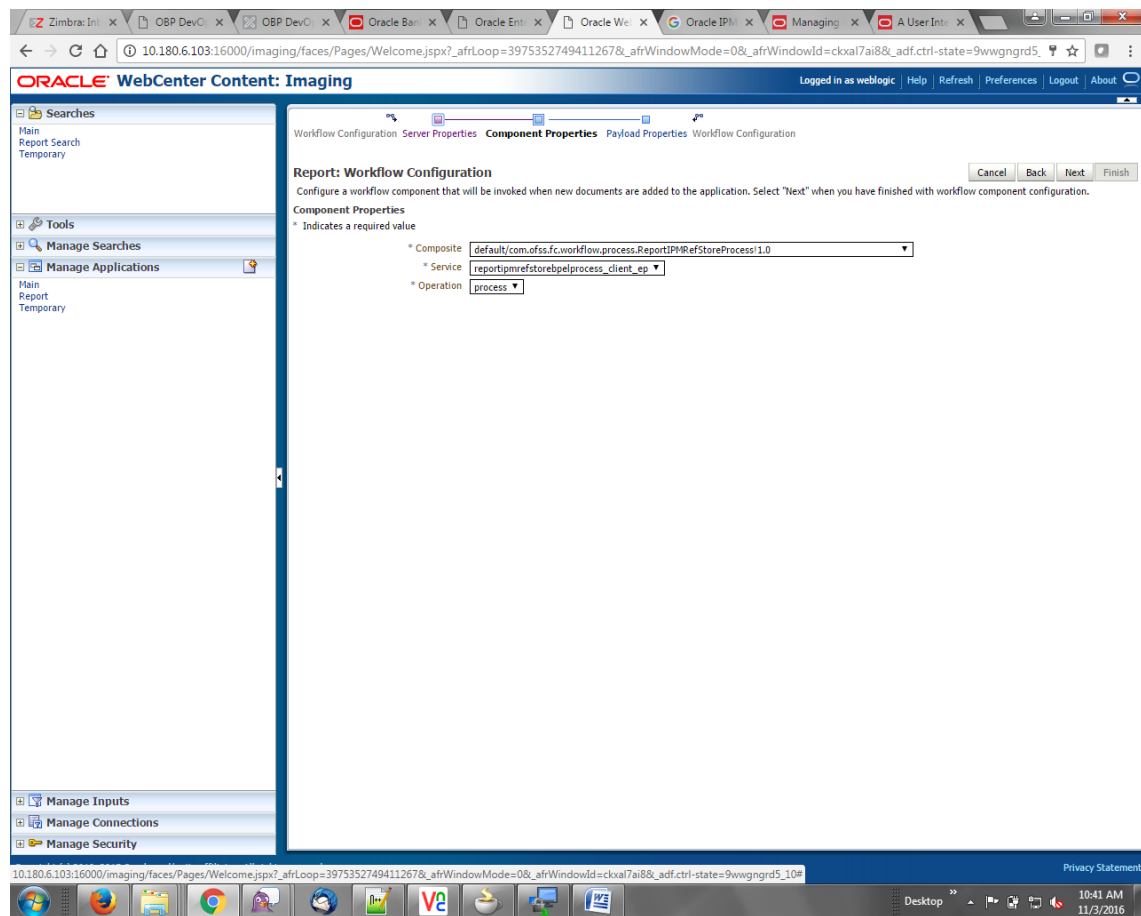 Zimbra: Int
OBP DevO
OBP DevO
Oracle Ban
Oracle Ente
Oracle Wel
Oracle IPM
Managing
A User Inte
10.180.6.103:16000/imaging/faces/Pages/Welcome.jspx?_afrLoop=3975352749411267&_afrWindowMode=0&_afrWindowId=ckxal7ai8&_adf.ctrl-state=9wwgngrd5_
ORACLE WebCenter Content: Imaging
Logged in as weblogic | Help | Refresh | Preferences | Logout | About
Searches
Main
Report Search
Temporary
Tools
Manage Searches
Manage Applications
Main
Report
Temporary
Manage Inputs
Manage Connections
Manage Security
Workflow Configuration Server Properties Component Properties Payload Properties Workflow Configuration
Report: Workflow Configuration
Cancel Back Next Finish
Configure a workflow component that will be invoked when new documents are added to the application. Select "Next" when you have finished with workflow component configuration.
Component Properties
* Indicates a required value
* Composite default/com.ofss.fc.workflow.process.ReportIPMRefStoreProcess!1.0
* Service reportipmrefstorebpelprocess_client_ep
* Operation process
10.180.6.103:16000/imaging/faces/Pages/Welcome.jspx?_afrLoop=3975352749411267&_afrWindowMode=0&_afrWindowId=ckxal7ai8&_adf.ctrl-state=9wwgngrd5_10#
Privacy Statement
Desktop
10:41 AM
11/3/2016